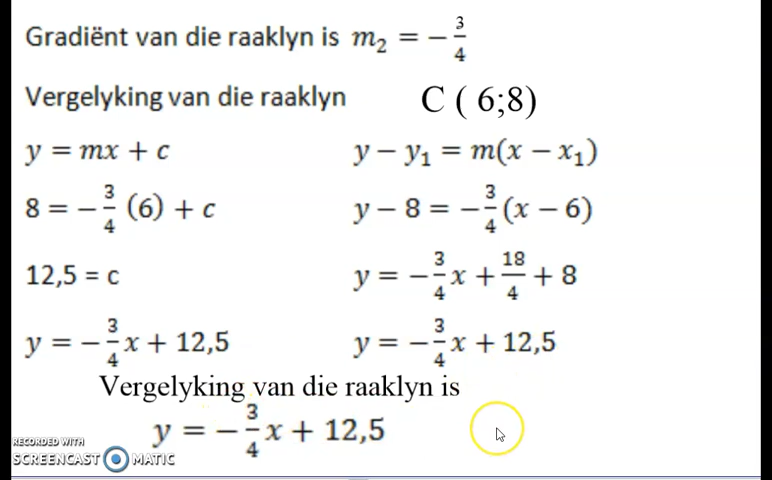 Gradiënt van die raaklyn is m₂ = −3/4
Vergelyking van die raaklyn C ( 6;8)
y = mx + c y − y₁ = m(x − x₁)
8 = −3/4 (6) + c y − 8 = −3/4(x − 6)
12,5 = c y = −3/4x + 18/4 + 8
y = −3/4x + 12,5 y = −3/4x + 12,5
Vergelyking van die raaklyn is
y = −3/4x + 12,5
RECORDED WITH
SCREENCAST MATIC